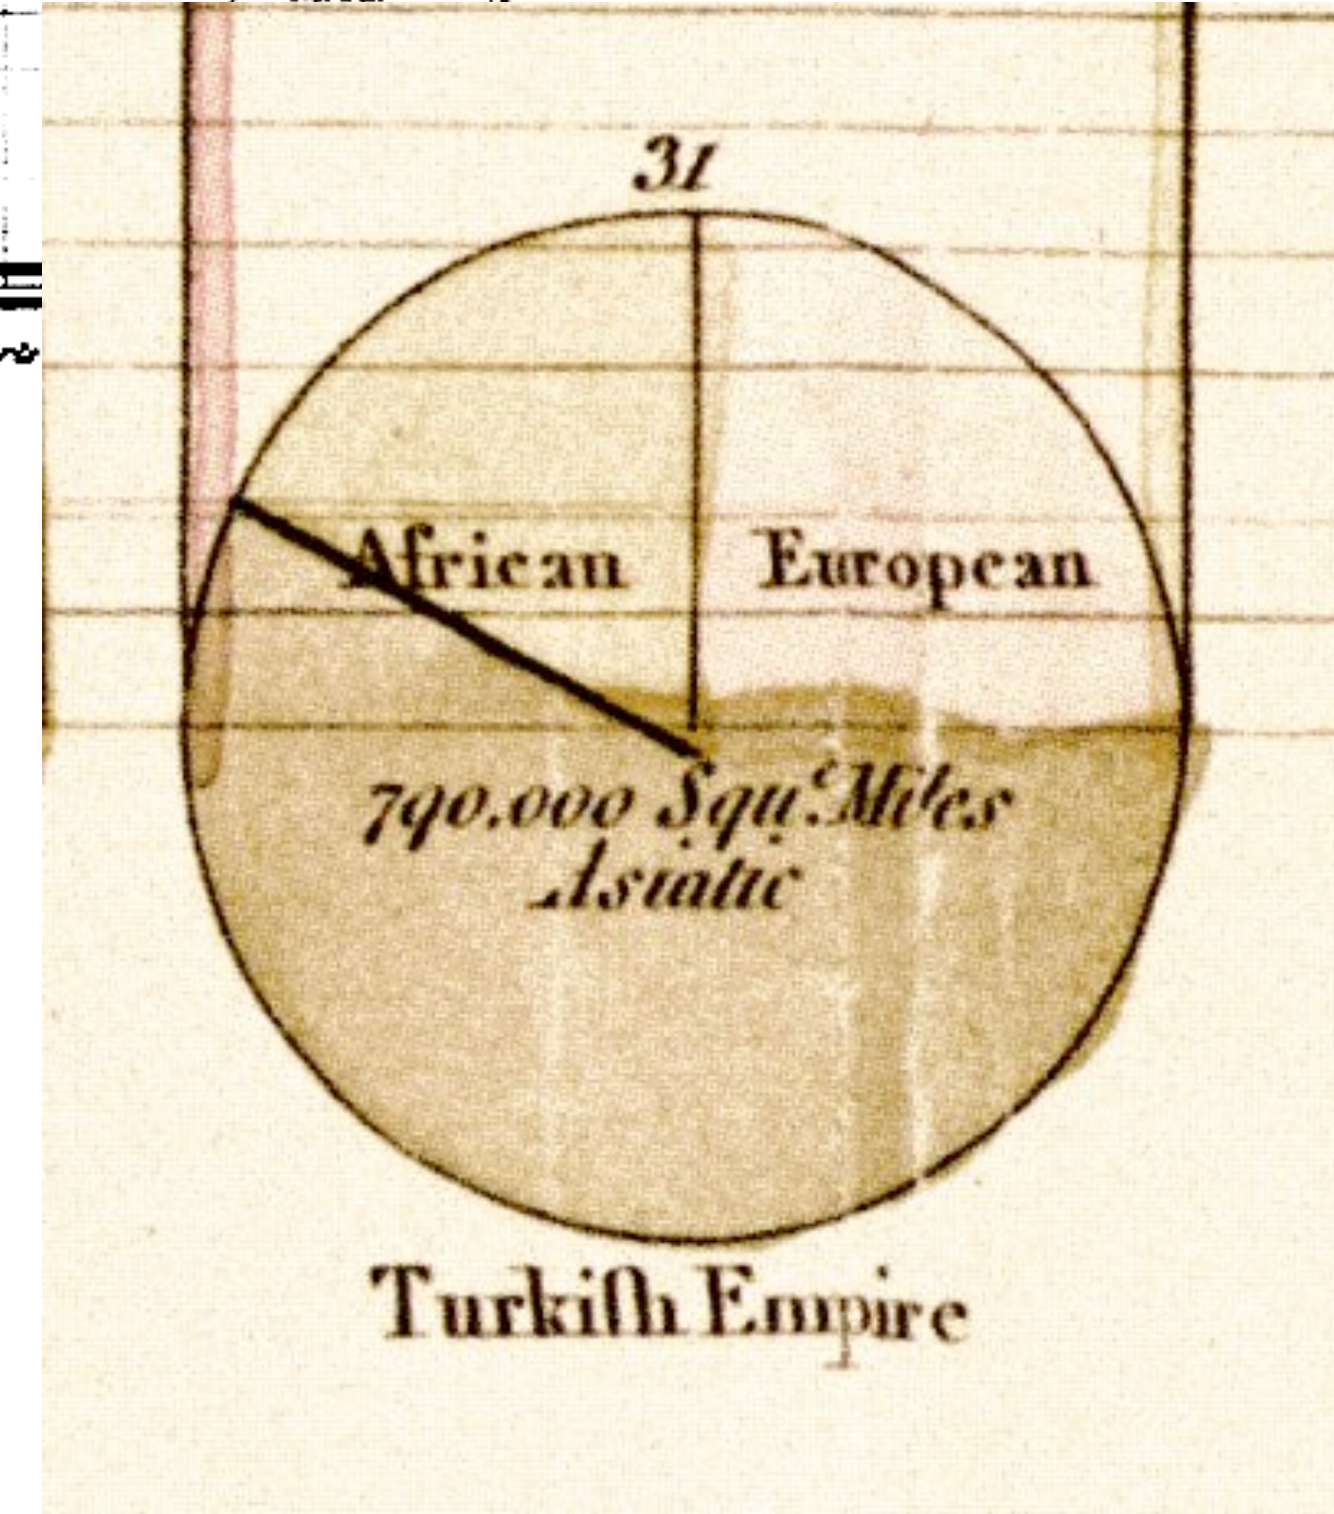 31
African European
790.000 Squ. Miles
Asiatic
Turkiſh Empire